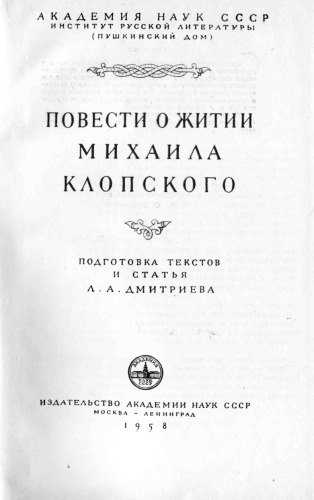 АКАДЕМИЯ НАУК СССР
ИНСТИТУТ РУССКОЙ ЛИТЕРАТУРЫ
(ПУШКИНСКИЙ ДОМ)
ПОВЕСТИ О ЖИТИИ
МИХАИЛА
КЛОПСКОГО
ПОДГОТОВКА ТЕКСТОВ
И СТАТЬЯ
Л. А. ДМИТРИЕВА
ИЗДАТЕЛЬСТВО АКАДЕМИИ НАУК СССР
МОСКВА – ЛЕНИНГРАД
1958